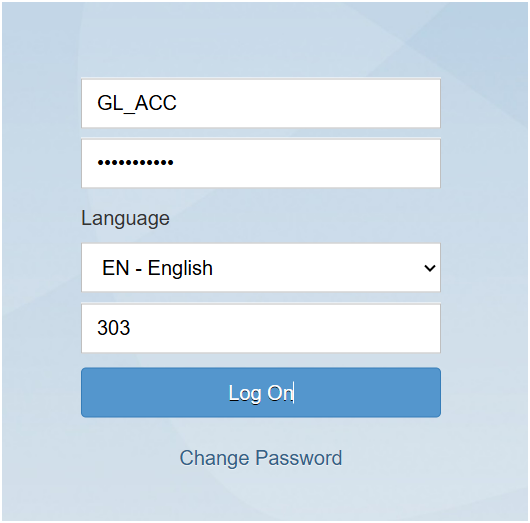 GL_ACC
•••••••••••
Language
EN - English
303
Log On
Change Password